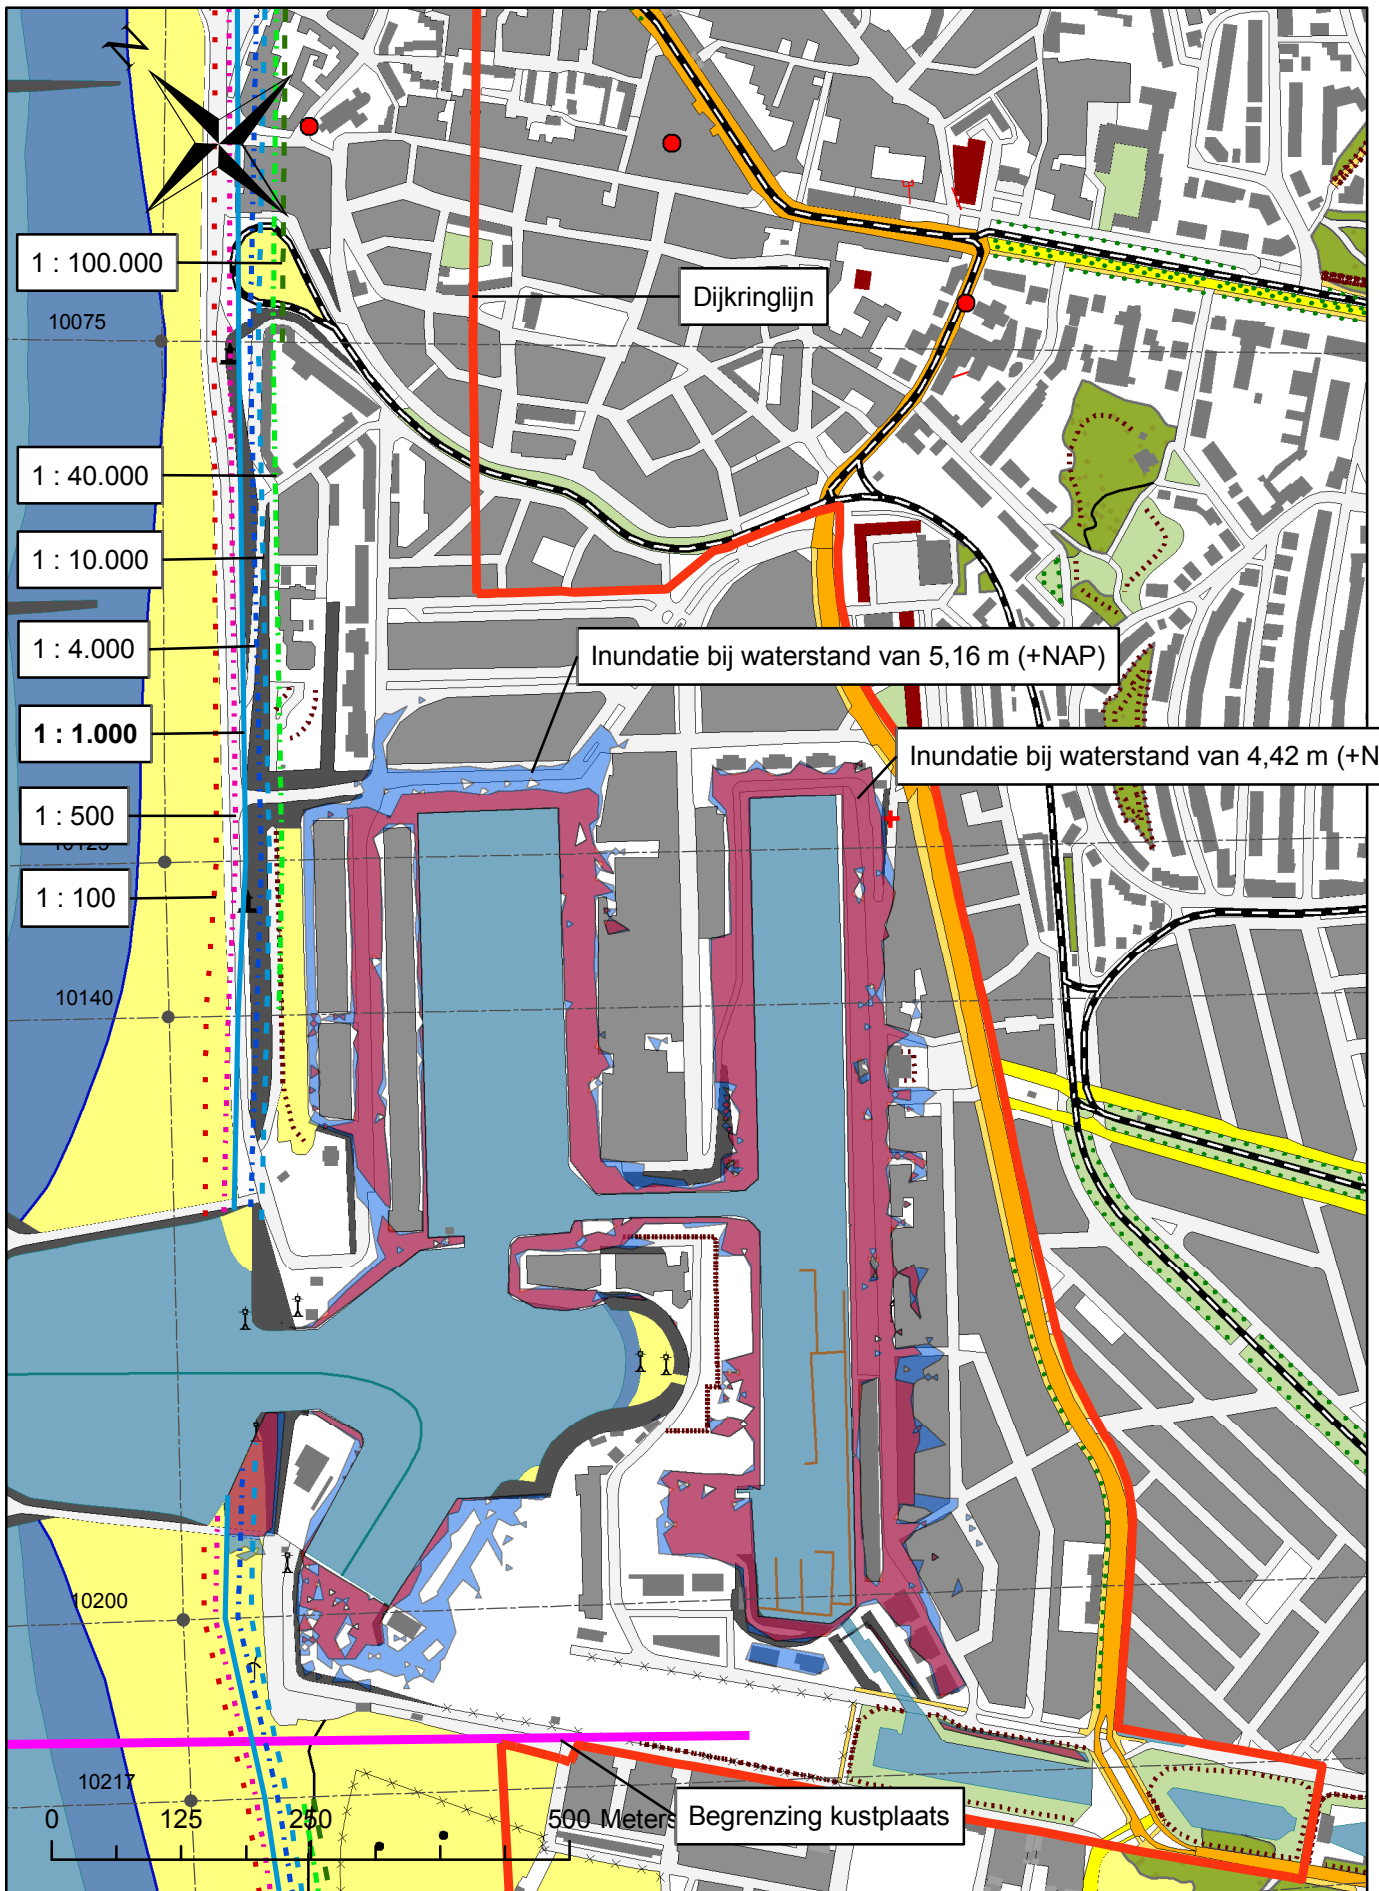 N
1 : 100.000
Dijkringlijn
10075
1 : 40.000
1 : 10.000
1 : 4.000
Inundatie bij waterstand van 5,16 m (+NAP)
1 : 1.000
Inundatie bij waterstand van 4,42 m (+N
1 : 500
10125
1 : 100
10140
10200
10217
0 125 250 500 Meters
Begrenzing kustplaats